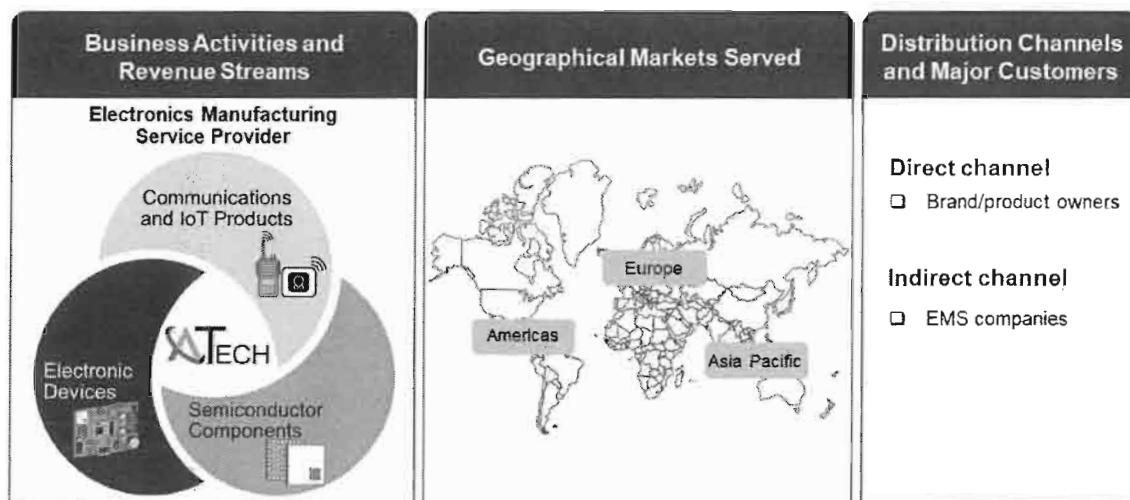 Business Activities and
Revenue Streams
Electronics Manufacturing
Service Provider
Communications
and IoT Products
ATECH
Electronic
Devices
Semiconductor
Components
Geographical Markets Served
Europe
Americas
Asia Pacific
Distribution Channels
and Major Customers
Direct channel
❑ Brand/product owners
Indirect channel
❑ EMS companies